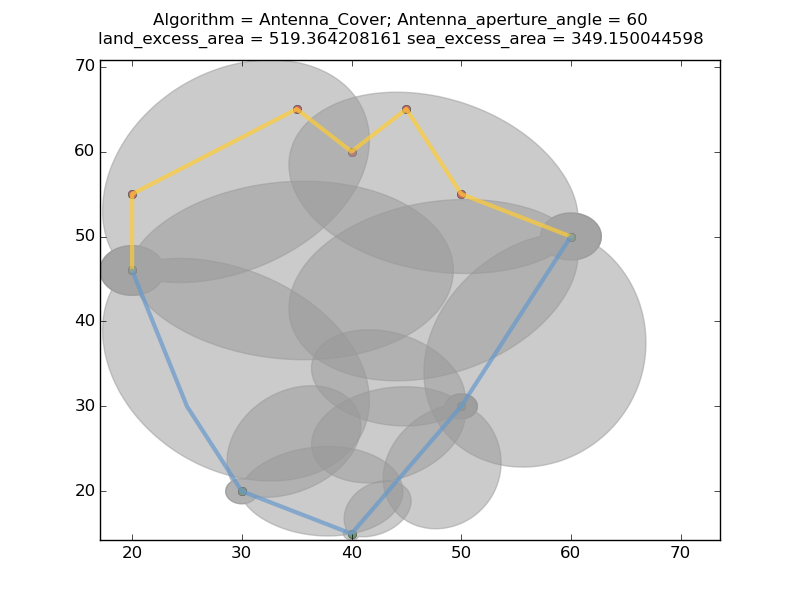 Algorithm = Antenna_Cover; Antenna_aperture_angle = 60
land_excess_area = 519.364208161 sea_excess_area = 349.150044598
70
60
50
40
30
20
20 30 40 50 60 70